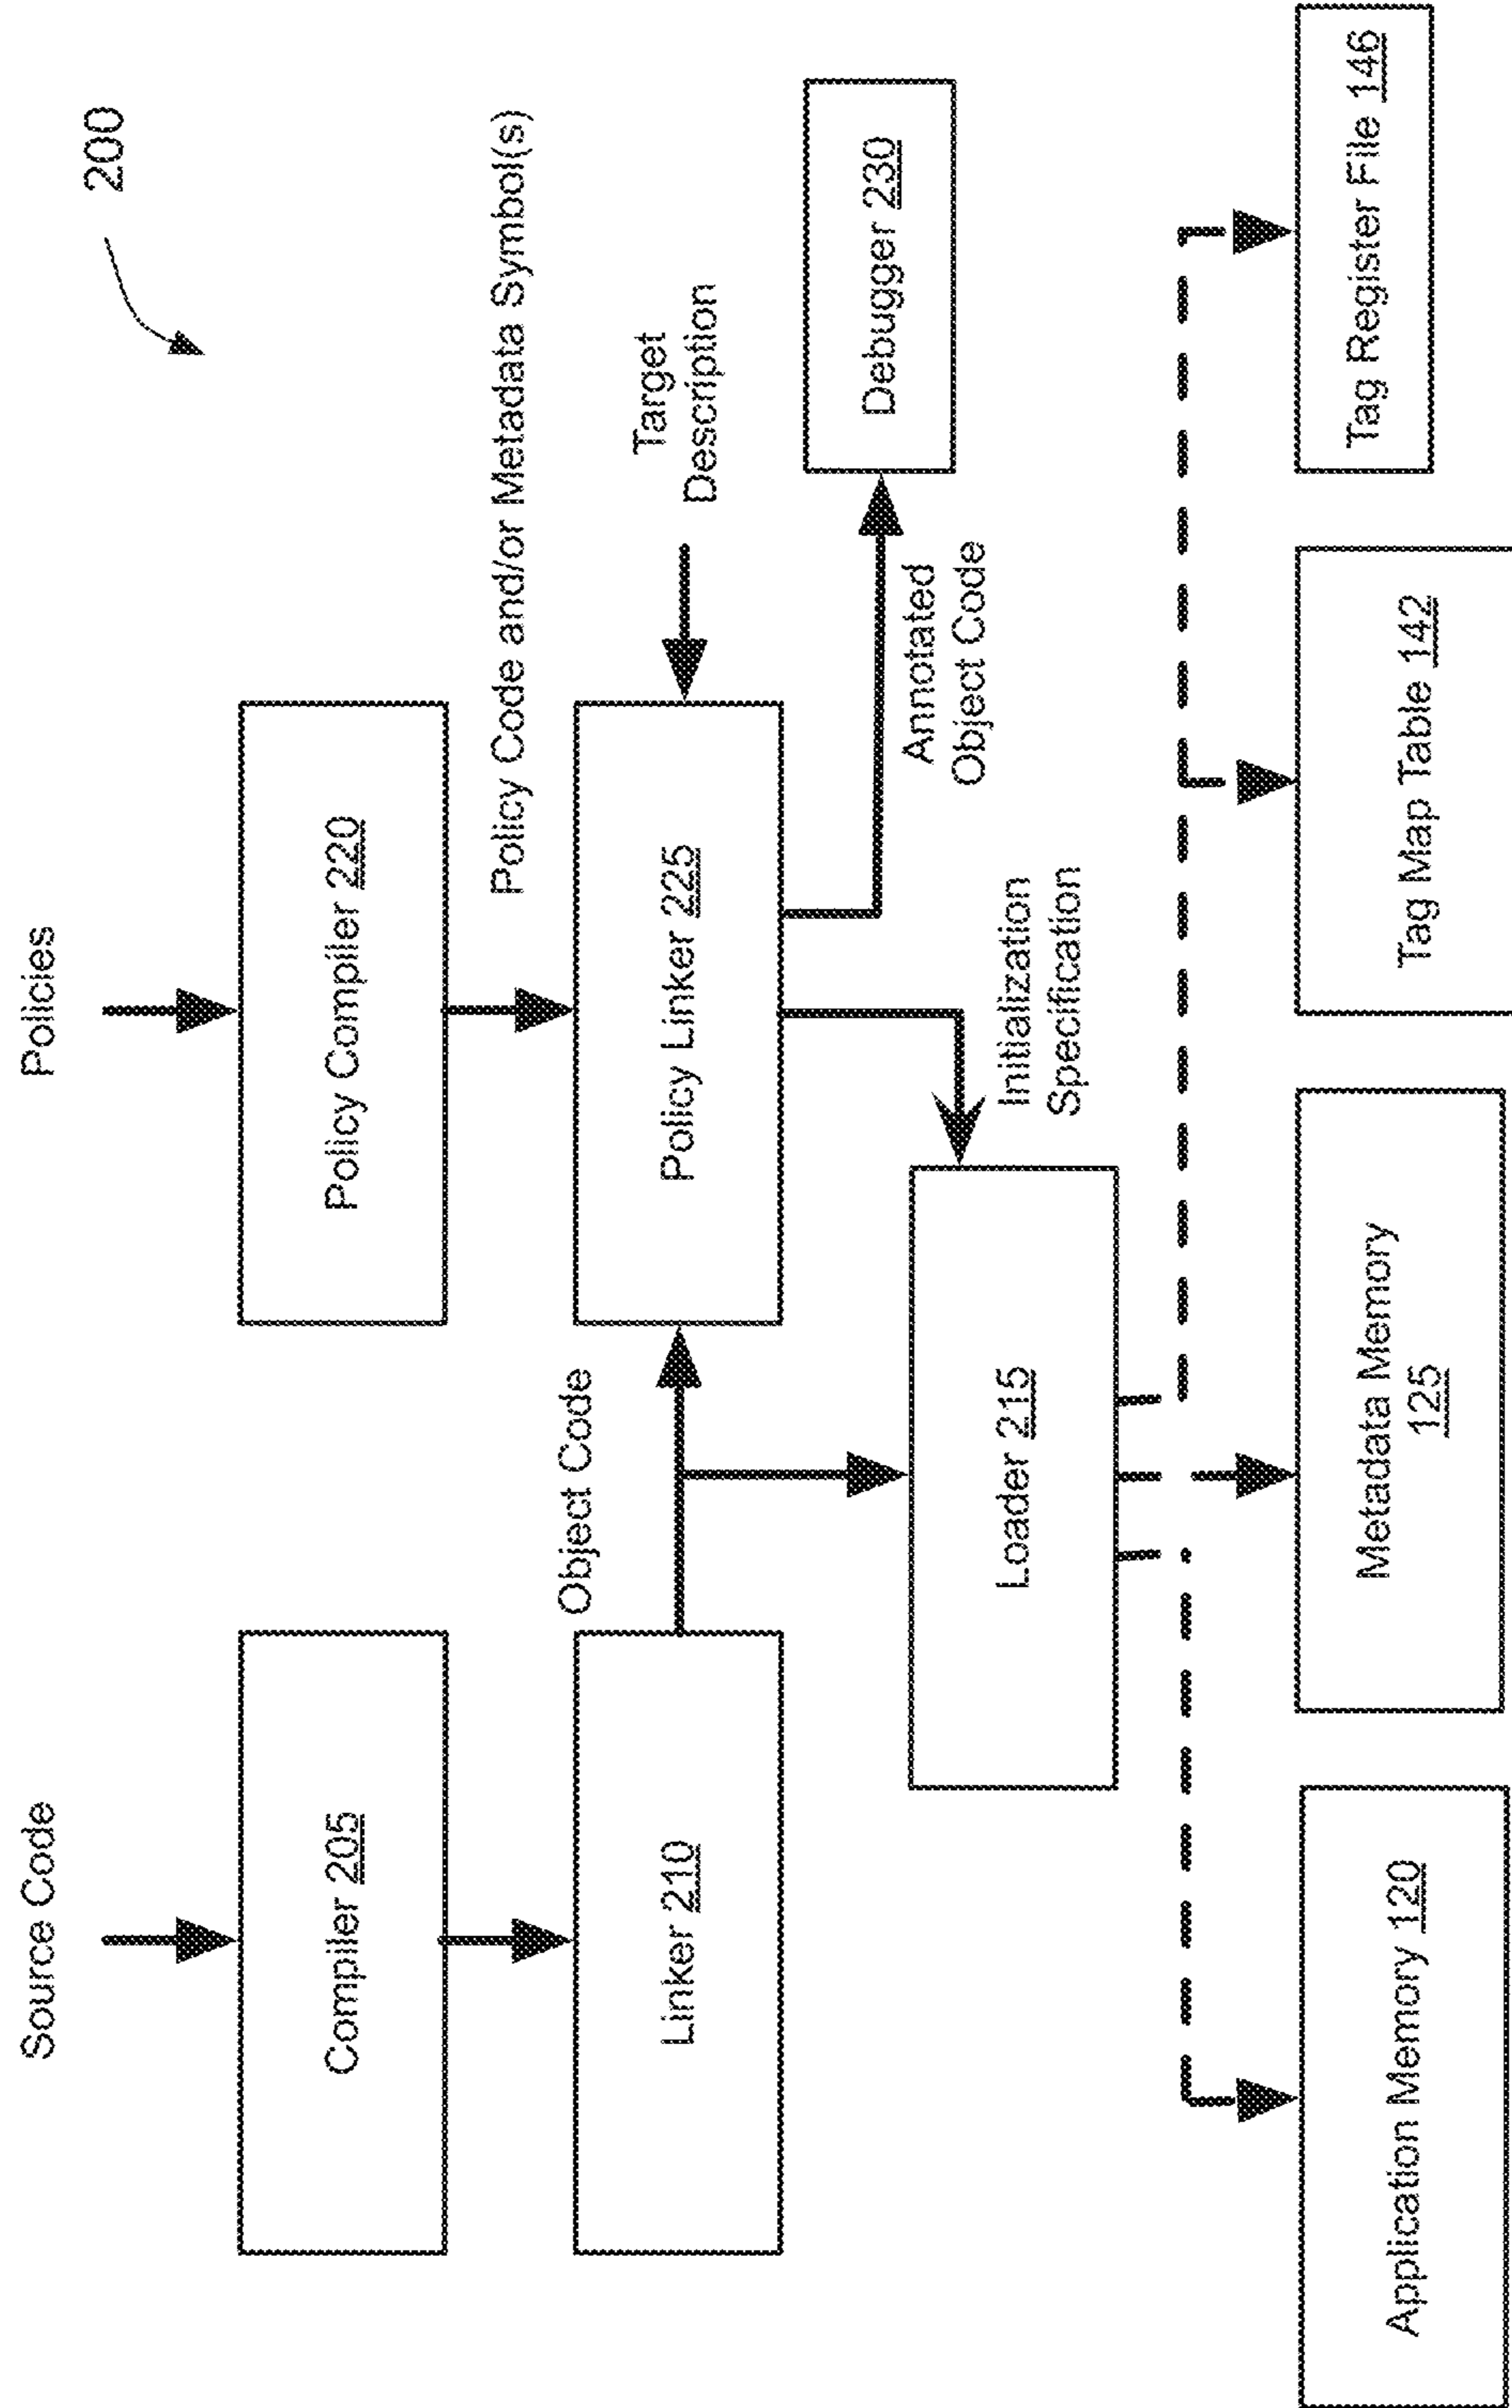 200
Source Code
Policies
Compiler 205
Policy Compiler 220
Policy Code and/or Metadata Symbol(s)
Linker 210
Object Code
Policy Linker 225
Target
Description
Loader 215
Initialization
Specification
Annotated
Object Code
Debugger 230
Application Memory 120
Metadata Memory
125
Tag Map Table 142
Tag Register File 146